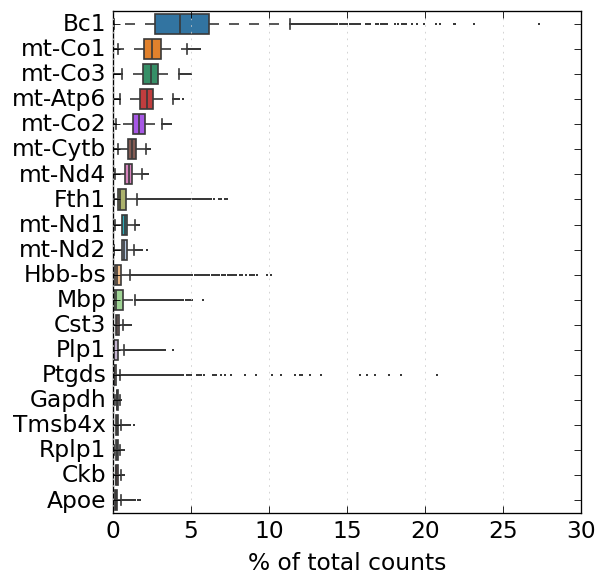 Bc1
mt-Co1
mt-Co3
mt-Atp6
mt-Co2
mt-Cytb
mt-Nd4
Fth1
mt-Nd1
mt-Nd2
Hbb-bs
Mbp
Cst3
Plp1
Ptgds
Gapdh
Tmsb4x
Rplp1
Ckb
Apoe
0 5 10 15 20 25 30
% of total counts